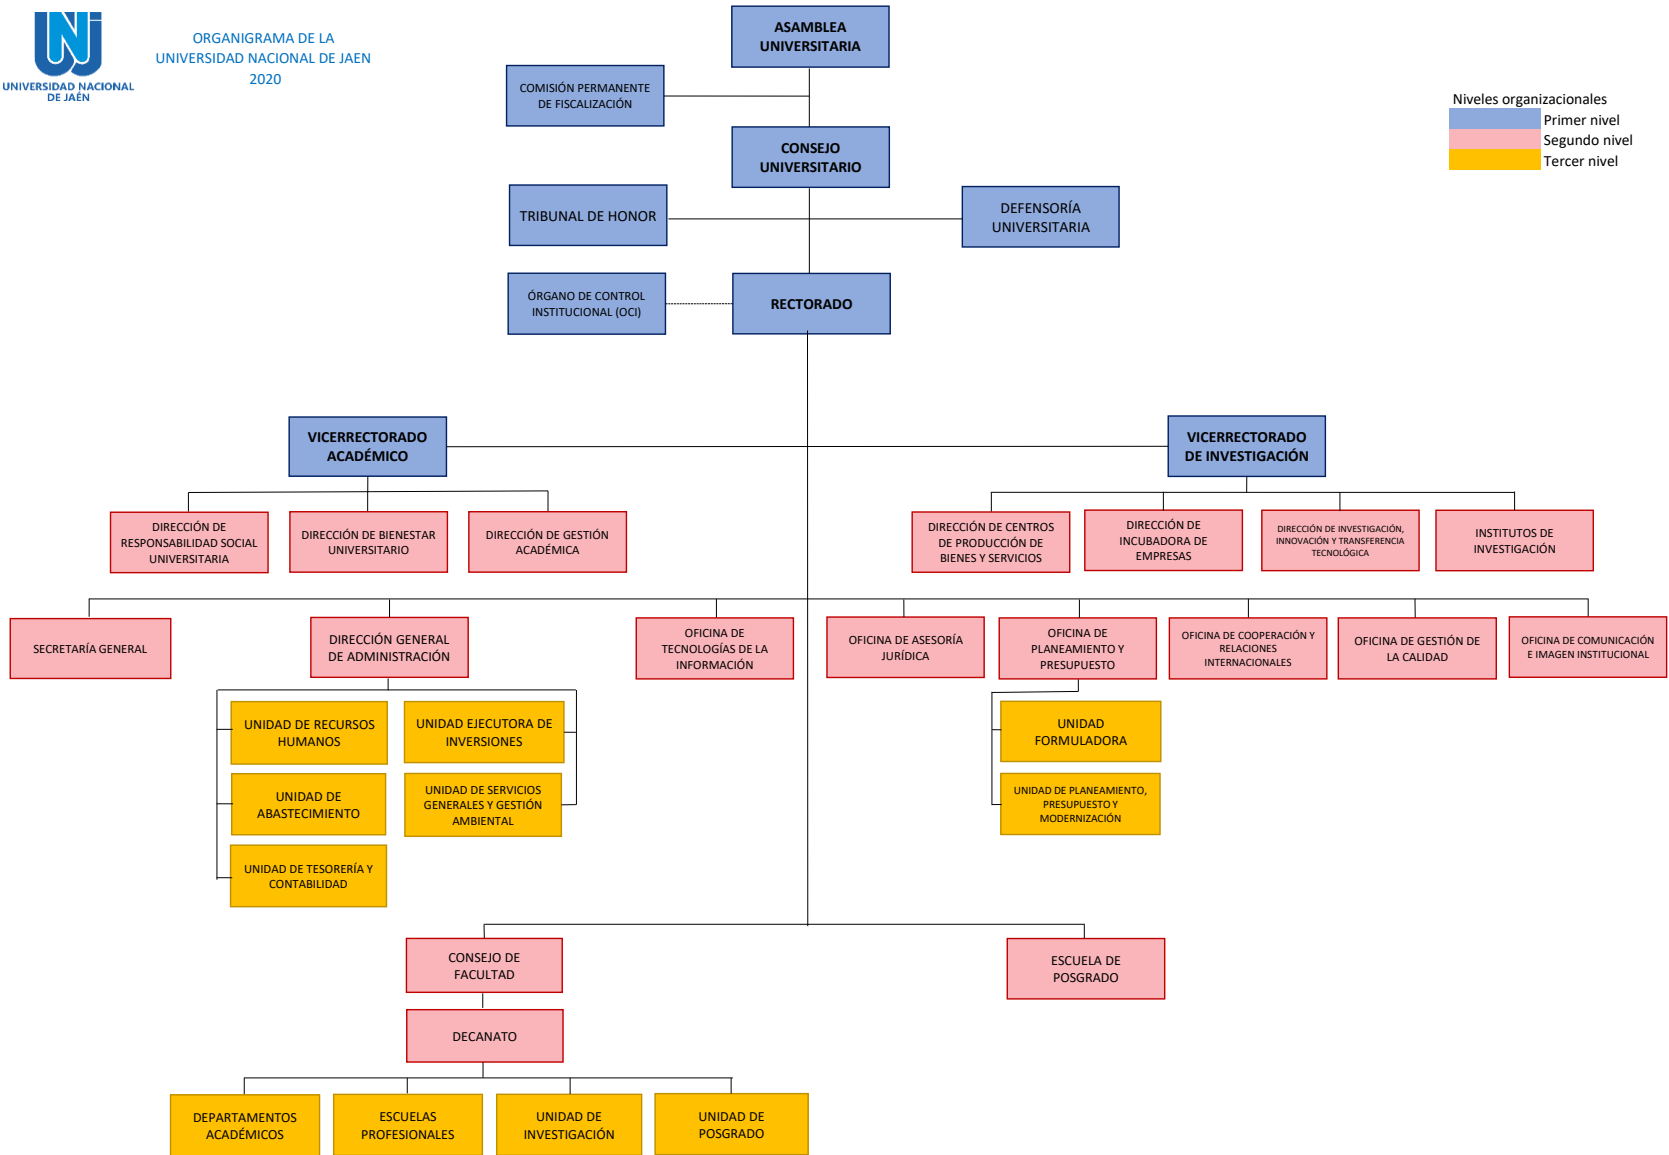 UNIVERSIDAD NACIONAL
DE JAÉN
ORGANIGRAMA DE LA
UNIVERSIDAD NACIONAL DE JAEN
2020
ASAMBLEA
UNIVERSITARIA
COMISIÓN PERMANENTE
DE FISCALIZACIÓN
Niveles organizacionales
Primer nivel
Segundo nivel
Tercer nivel
CONSEJO
UNIVERSITARIO
TRIBUNAL DE HONOR
DEFENSORÍA
UNIVERSITARIA
ÓRGANO DE CONTROL
INSTITUCIONAL (OCI)
RECTORADO
VICERRECTORADO
ACADÉMICO
VICERRECTORADO
DE INVESTIGACIÓN
DIRECCIÓN DE
RESPONSABILIDAD SOCIAL
UNIVERSITARIA
DIRECCIÓN DE BIENESTAR
UNIVERSITARIO
DIRECCIÓN DE GESTIÓN
ACADÉMICA
DIRECCIÓN DE CENTROS
DE PRODUCCIÓN DE
BIENES Y SERVICIOS
DIRECCIÓN DE
INCUBADORA DE
EMPRESAS
DIRECCIÓN DE INVESTIGACIÓN,
INNOVACIÓN Y TRANSFERENCIA
TECNOLÓGICA
INSTITUTOS DE
INVESTIGACIÓN
SECRETARÍA GENERAL
DIRECCIÓN GENERAL
DE ADMINISTRACIÓN
OFICINA DE
TECNOLOGÍAS DE LA
INFORMACIÓN
OFICINA DE ASESORÍA
JURÍDICA
OFICINA DE
PLANEAMIENTO Y
PRESUPUESTO
OFICINA DE COOPERACIÓN Y
RELACIONES
INTERNACIONALES
OFICINA DE GESTIÓN DE
LA CALIDAD
OFICINA DE COMUNICACIÓN
E IMAGEN INSTITUCIONAL
UNIDAD DE RECURSOS
HUMANOS
UNIDAD EJECUTORA DE
INVERSIONES
UNIDAD
FORMULADORA
UNIDAD DE
ABASTECIMIENTO
UNIDAD DE SERVICIOS
GENERALES Y GESTIÓN
AMBIENTAL
UNIDAD DE PLANEAMIENTO,
PRESUPUESTO Y
MODERNIZACIÓN
UNIDAD DE TESORERÍA Y
CONTABILIDAD
CONSEJO DE
FACULTAD
ESCUELA DE
POSGRADO
DECANATO
DEPARTAMENTOS
ACADÉMICOS
ESCUELAS
PROFESIONALES
UNIDAD DE
INVESTIGACIÓN
UNIDAD DE
POSGRADO